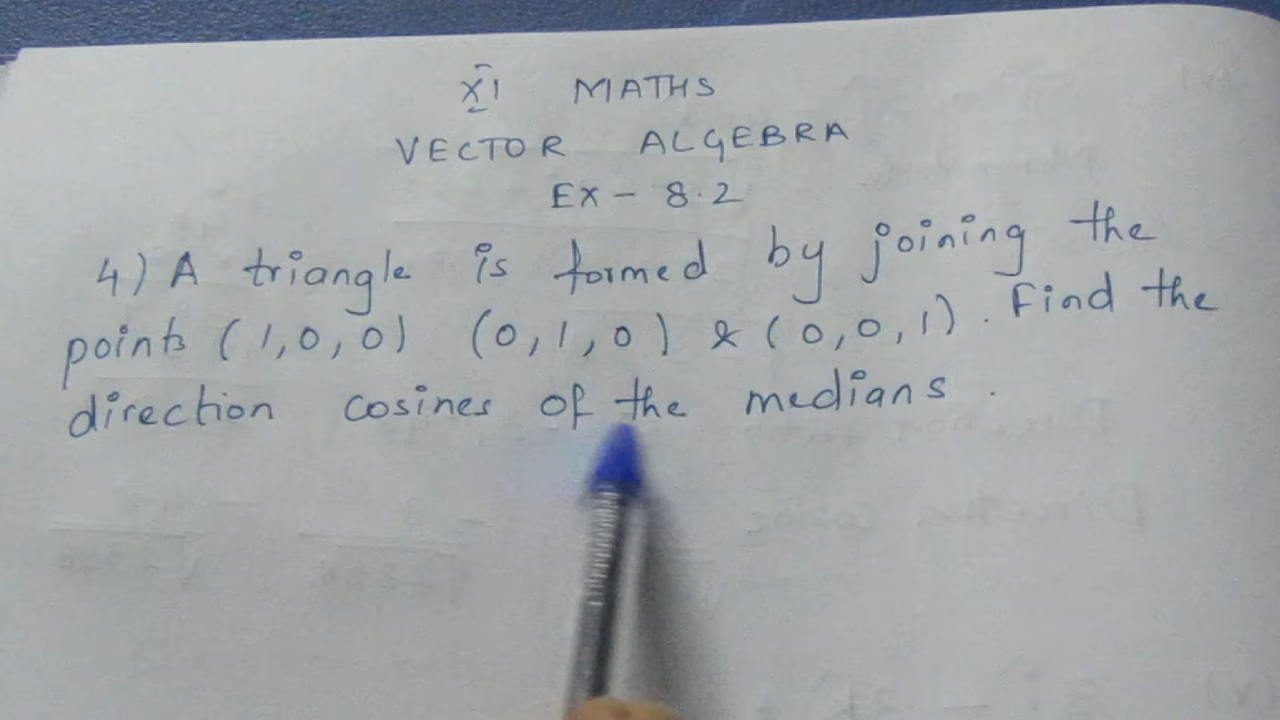 XI MATHS
VECTOR ALGEBRA
EX - 8.2
4) A triangle is formed by joining the
points (1,0,0) (0,1,0) & (0,0,1). Find the
direction cosines of the medians.